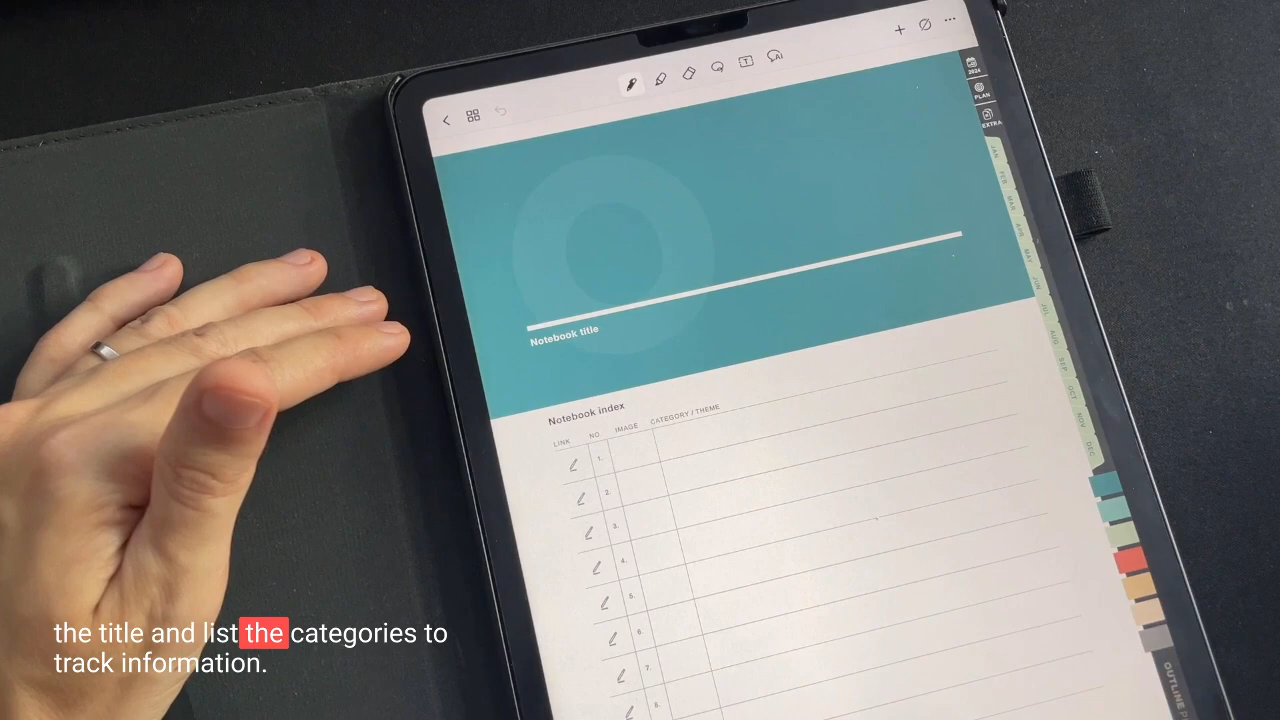 T
Ai
2024
PLAN
EXTRA
JAN
FEB
MAR
APR
MAY
JUN
JUL
AUG
SEP
OCT
NOV
DEC
Notebook title
Notebook index
LINK NO. IMAGE CATEGORY / THEME
1.
2.
3.
4.
5.
6.
7.
8.
OUTLINE
the title and list the categories to
track information.